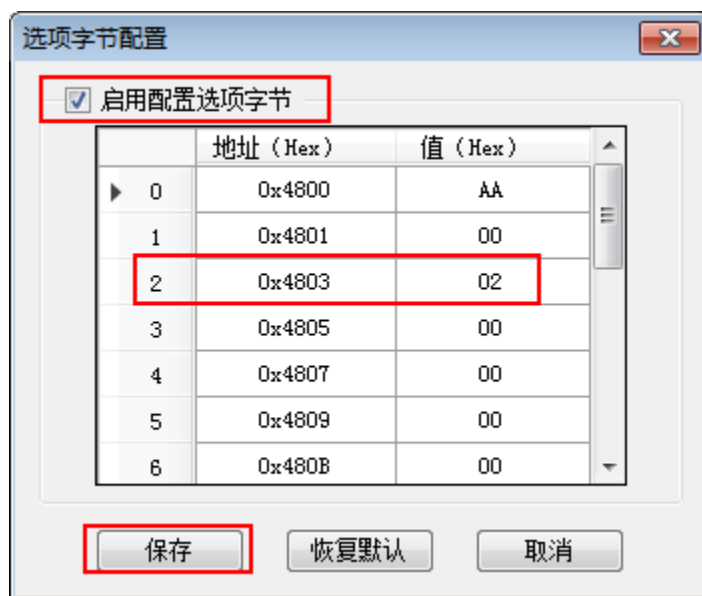 选项字节配置
启用配置选项字节
地址（Hex） 值（Hex）
0 0x4800 AA
1 0x4801 00
2 0x4803 02
3 0x4805 00
4 0x4807 00
5 0x4809 00
6 0x480B 00
保存 恢复默认 取消